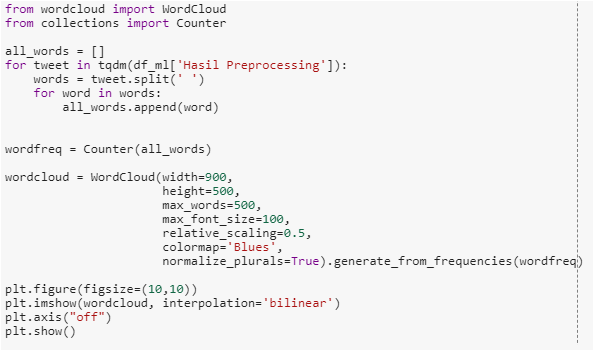 from wordcloud import WordCloud
from collections import Counter

all_words = []
for tweet in tqdm(df_ml['Hasil Preprocessing']):
    words = tweet.split(' ')
    for word in words:
        all_words.append(word)


wordfreq = Counter(all_words)

wordcloud = WordCloud(width=900,
                      height=500,
                      max_words=500,
                      max_font_size=100,
                      relative_scaling=0.5,
                      colormap='Blues',
                      normalize_plurals=True).generate_from_frequencies(wordfreq)

plt.figure(figsize=(10,10))
plt.imshow(wordcloud, interpolation='bilinear')
plt.axis("off")
plt.show()